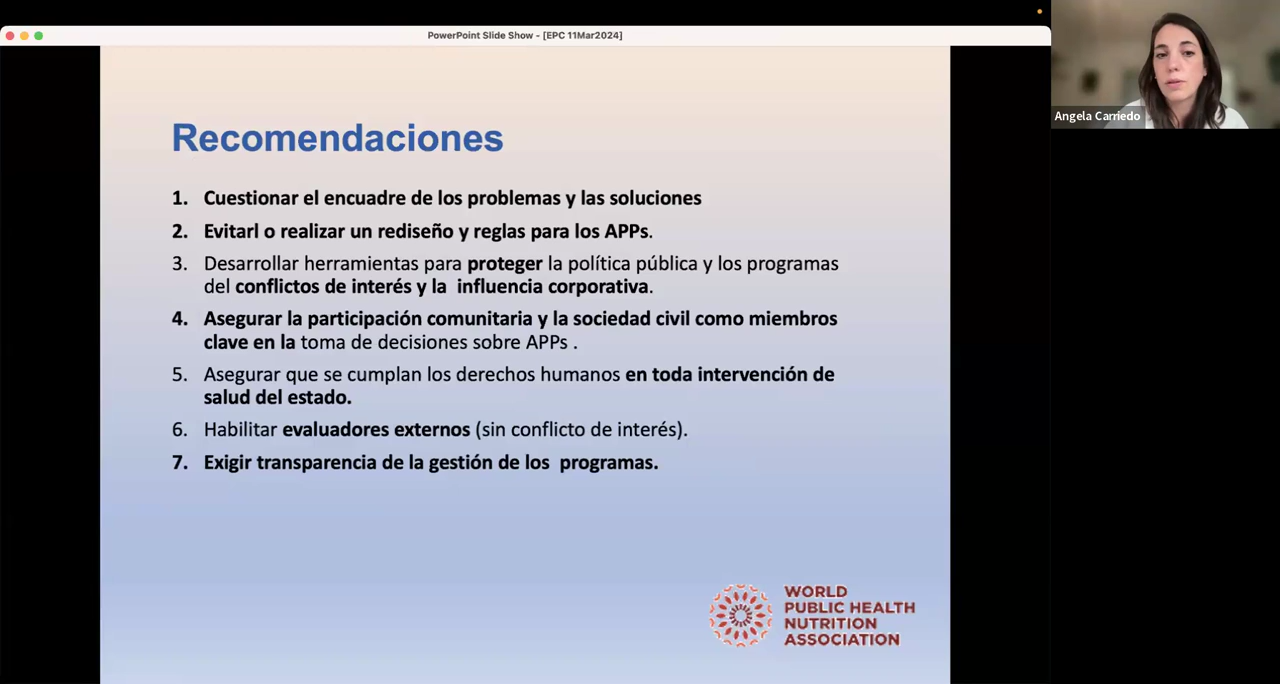 PowerPoint Slide Show - [EPC 11Mar2024]
Angela Carriedo
Recomendaciones
1. Cuestionar el encuadre de los problemas y las soluciones
2. Evitarl o realizar un rediseño y reglas para los APPs.
3. Desarrollar herramientas para proteger la política pública y los programas
del conflictos de interés y la influencia corporativa.
4. Asegurar la participación comunitaria y la sociedad civil como miembros
clave en la toma de decisiones sobre APPs .
5. Asegurar que se cumplan los derechos humanos en toda intervención de
salud del estado.
6. Habilitar evaluadores externos (sin conflicto de interés).
7. Exigir transparencia de la gestión de los programas.
WORLD
PUBLIC HEALTH
NUTRITION
ASSOCIATION